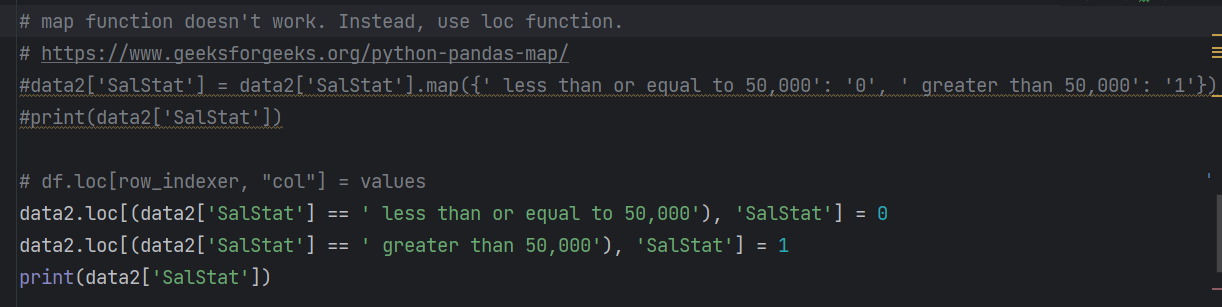 # map function doesn't work. Instead, use loc function.
# https://www.geeksforgeeks.org/python-pandas-map/
#data2['SalStat'] = data2['SalStat'].map({' less than or equal to 50,000': '0', ' greater than 50,000': '1'})
#print(data2['SalStat'])
# df.loc[row_indexer, "col"] = values
data2.loc[(data2['SalStat'] == ' less than or equal to 50,000'), 'SalStat'] = 0
data2.loc[(data2['SalStat'] == ' greater than 50,000'), 'SalStat'] = 1
print(data2['SalStat'])